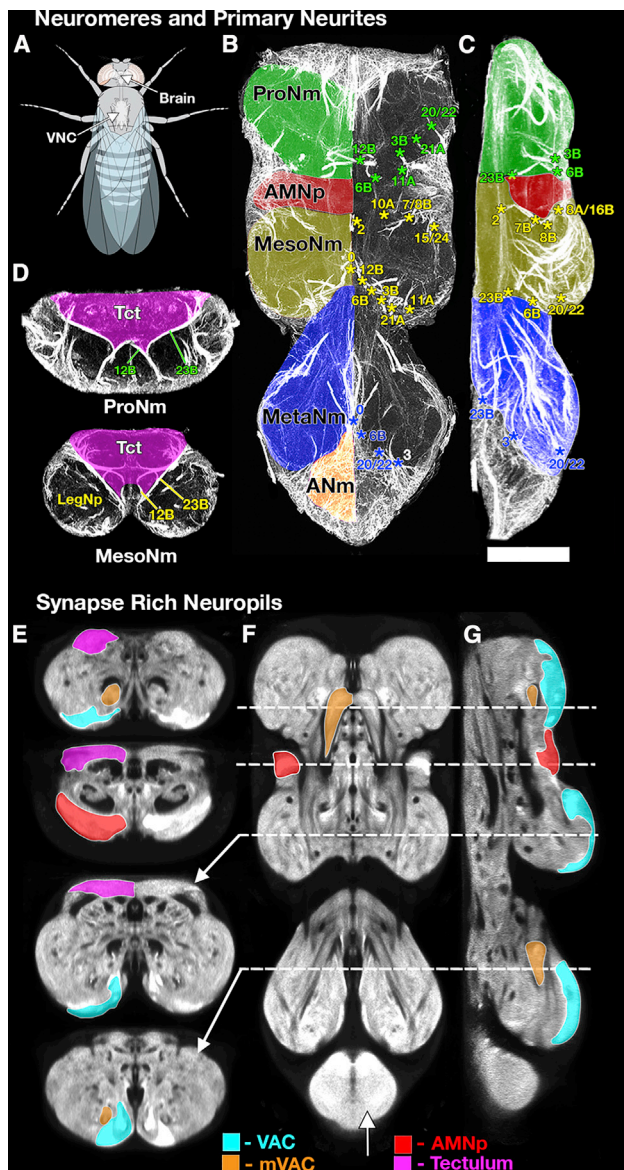 Neuromeres and Primary Neurites
A
Brain
VNC
B
ProNm
20/22
3B
21A
12B
11A
6B
AMNp
10A
7/8B
2
15/24
MesoNm
0
12B
3B
6B
11A
21A
MetaNm
0
6B
20/22
3
ANm
C
3B
6B
23B
2
8A/16B
7B
8B
23B
6B
20/22
23B
3
20/22
D
Tct
12B
23B
ProNm
Tct
LegNp
23B
12B
MesoNm
Synapse Rich Neuropils
E
F
G
- VAC
- mVAC
- AMNp
- Tectulum